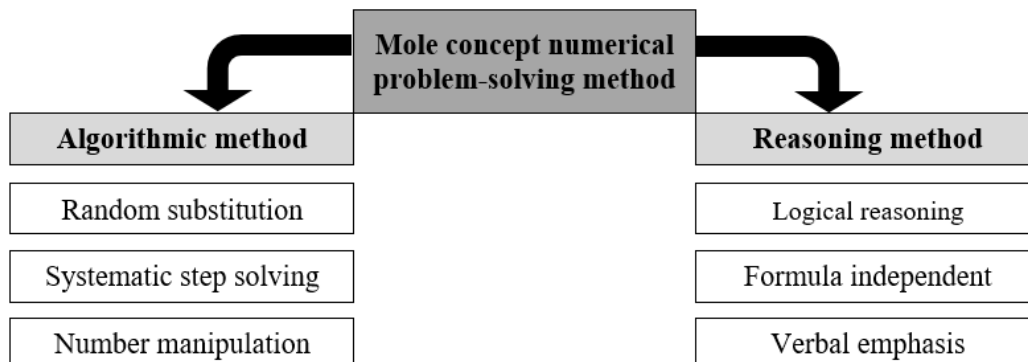 Mole concept numerical
problem-solving method
Algorithmic method
Reasoning method
Random substitution
Logical reasoning
Systematic step solving
Formula independent
Number manipulation
Verbal emphasis